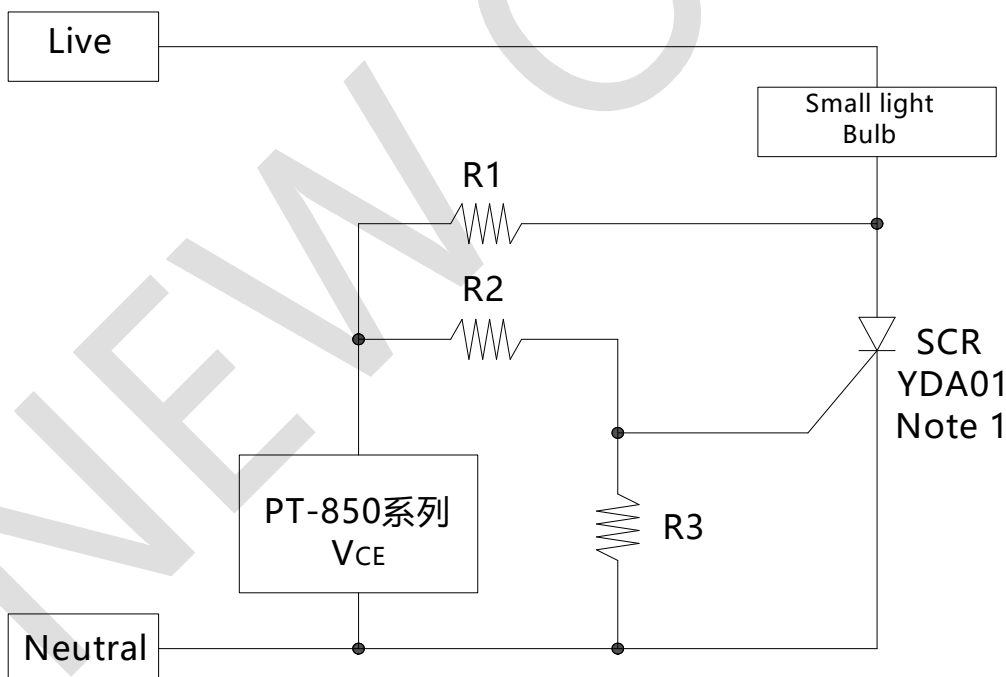 Live
Small light
Bulb
R1
R2
SCR
YDA01
Note 1
PT-850系列
VCE
R3
Neutral
NEW